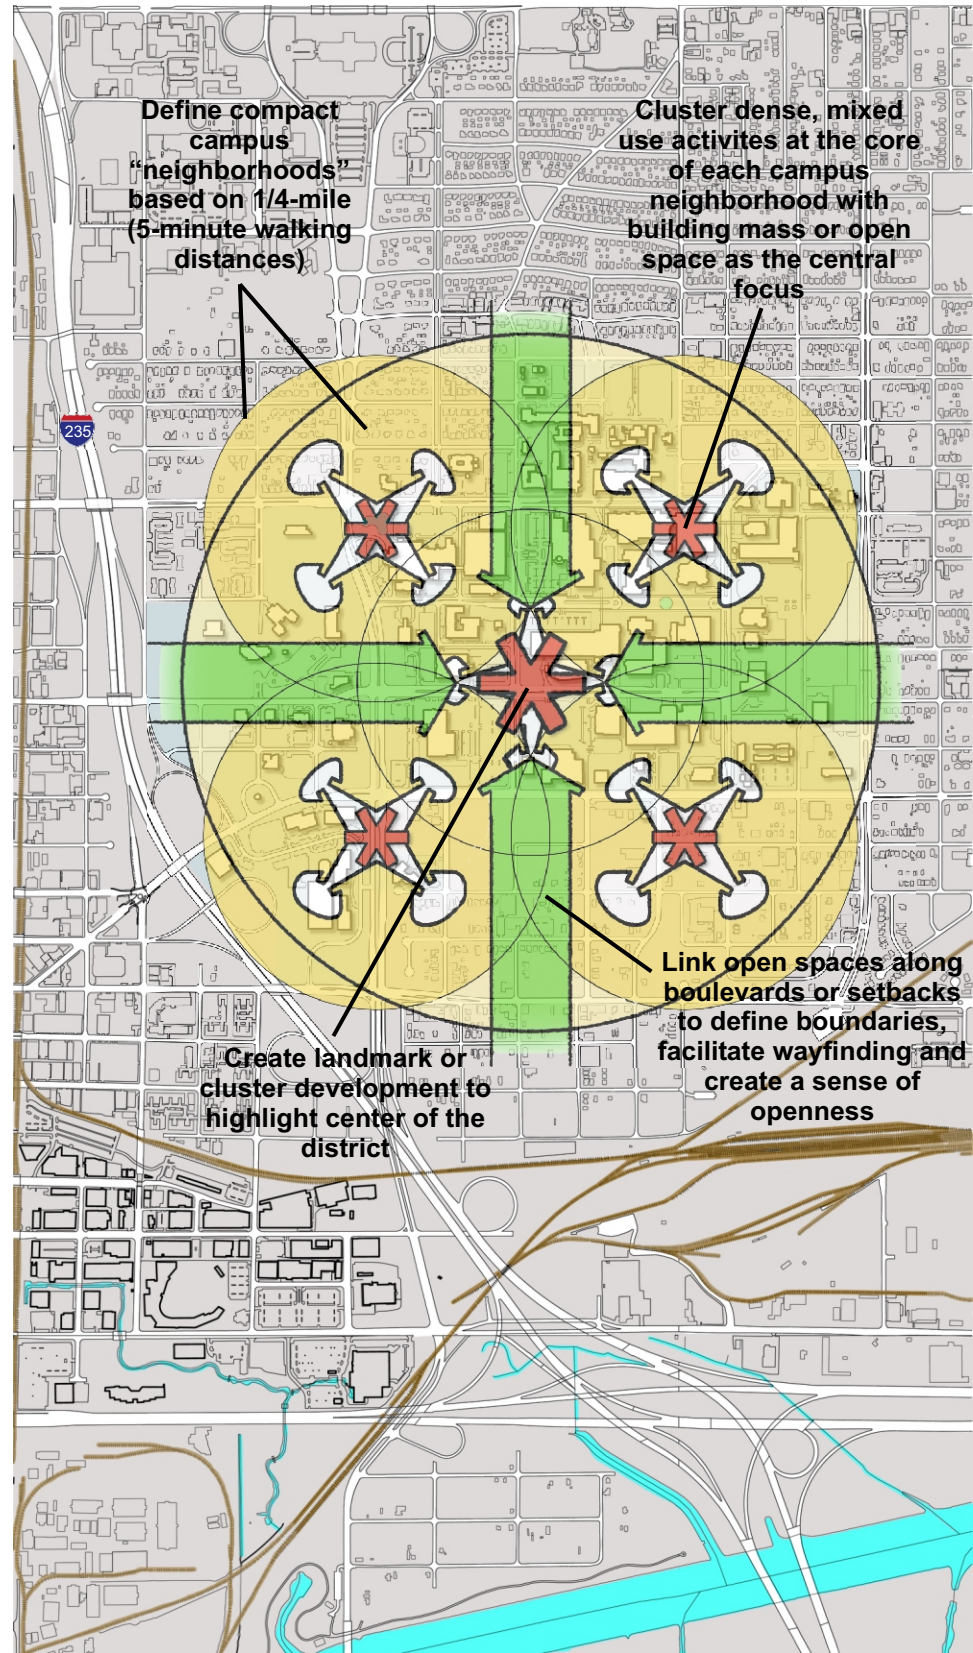 Define compact
campus
“neighborhoods”
based on 1/4-mile
(5-minute walking
distances)
Cluster dense, mixed
use activites at the core
of each campus
neighborhood with
building mass or open
space as the central
focus
235
Link open spaces along
boulevards or setbacks
to define boundaries,
facilitate wayfinding and
create a sense of
openness
Create landmark or
cluster development to
highlight center of the
district